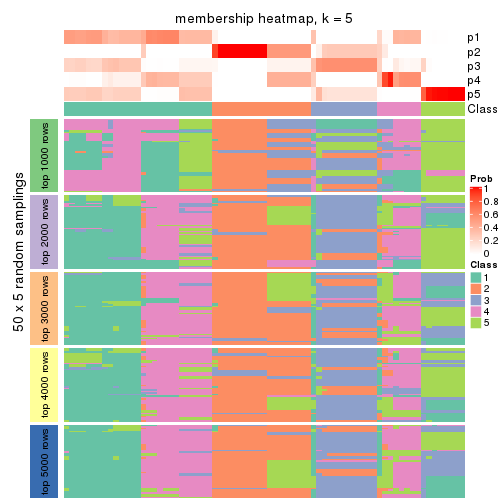 membership heatmap, k = 5
p1
p2
p3
p4
p5
Class
50 x 5 random samplings
top 1000 rows
top 2000 rows
top 3000 rows
top 4000 rows
top 5000 rows
Prob
1
0.8
0.6
0.4
0.2
0
Class
1
2
3
4
5